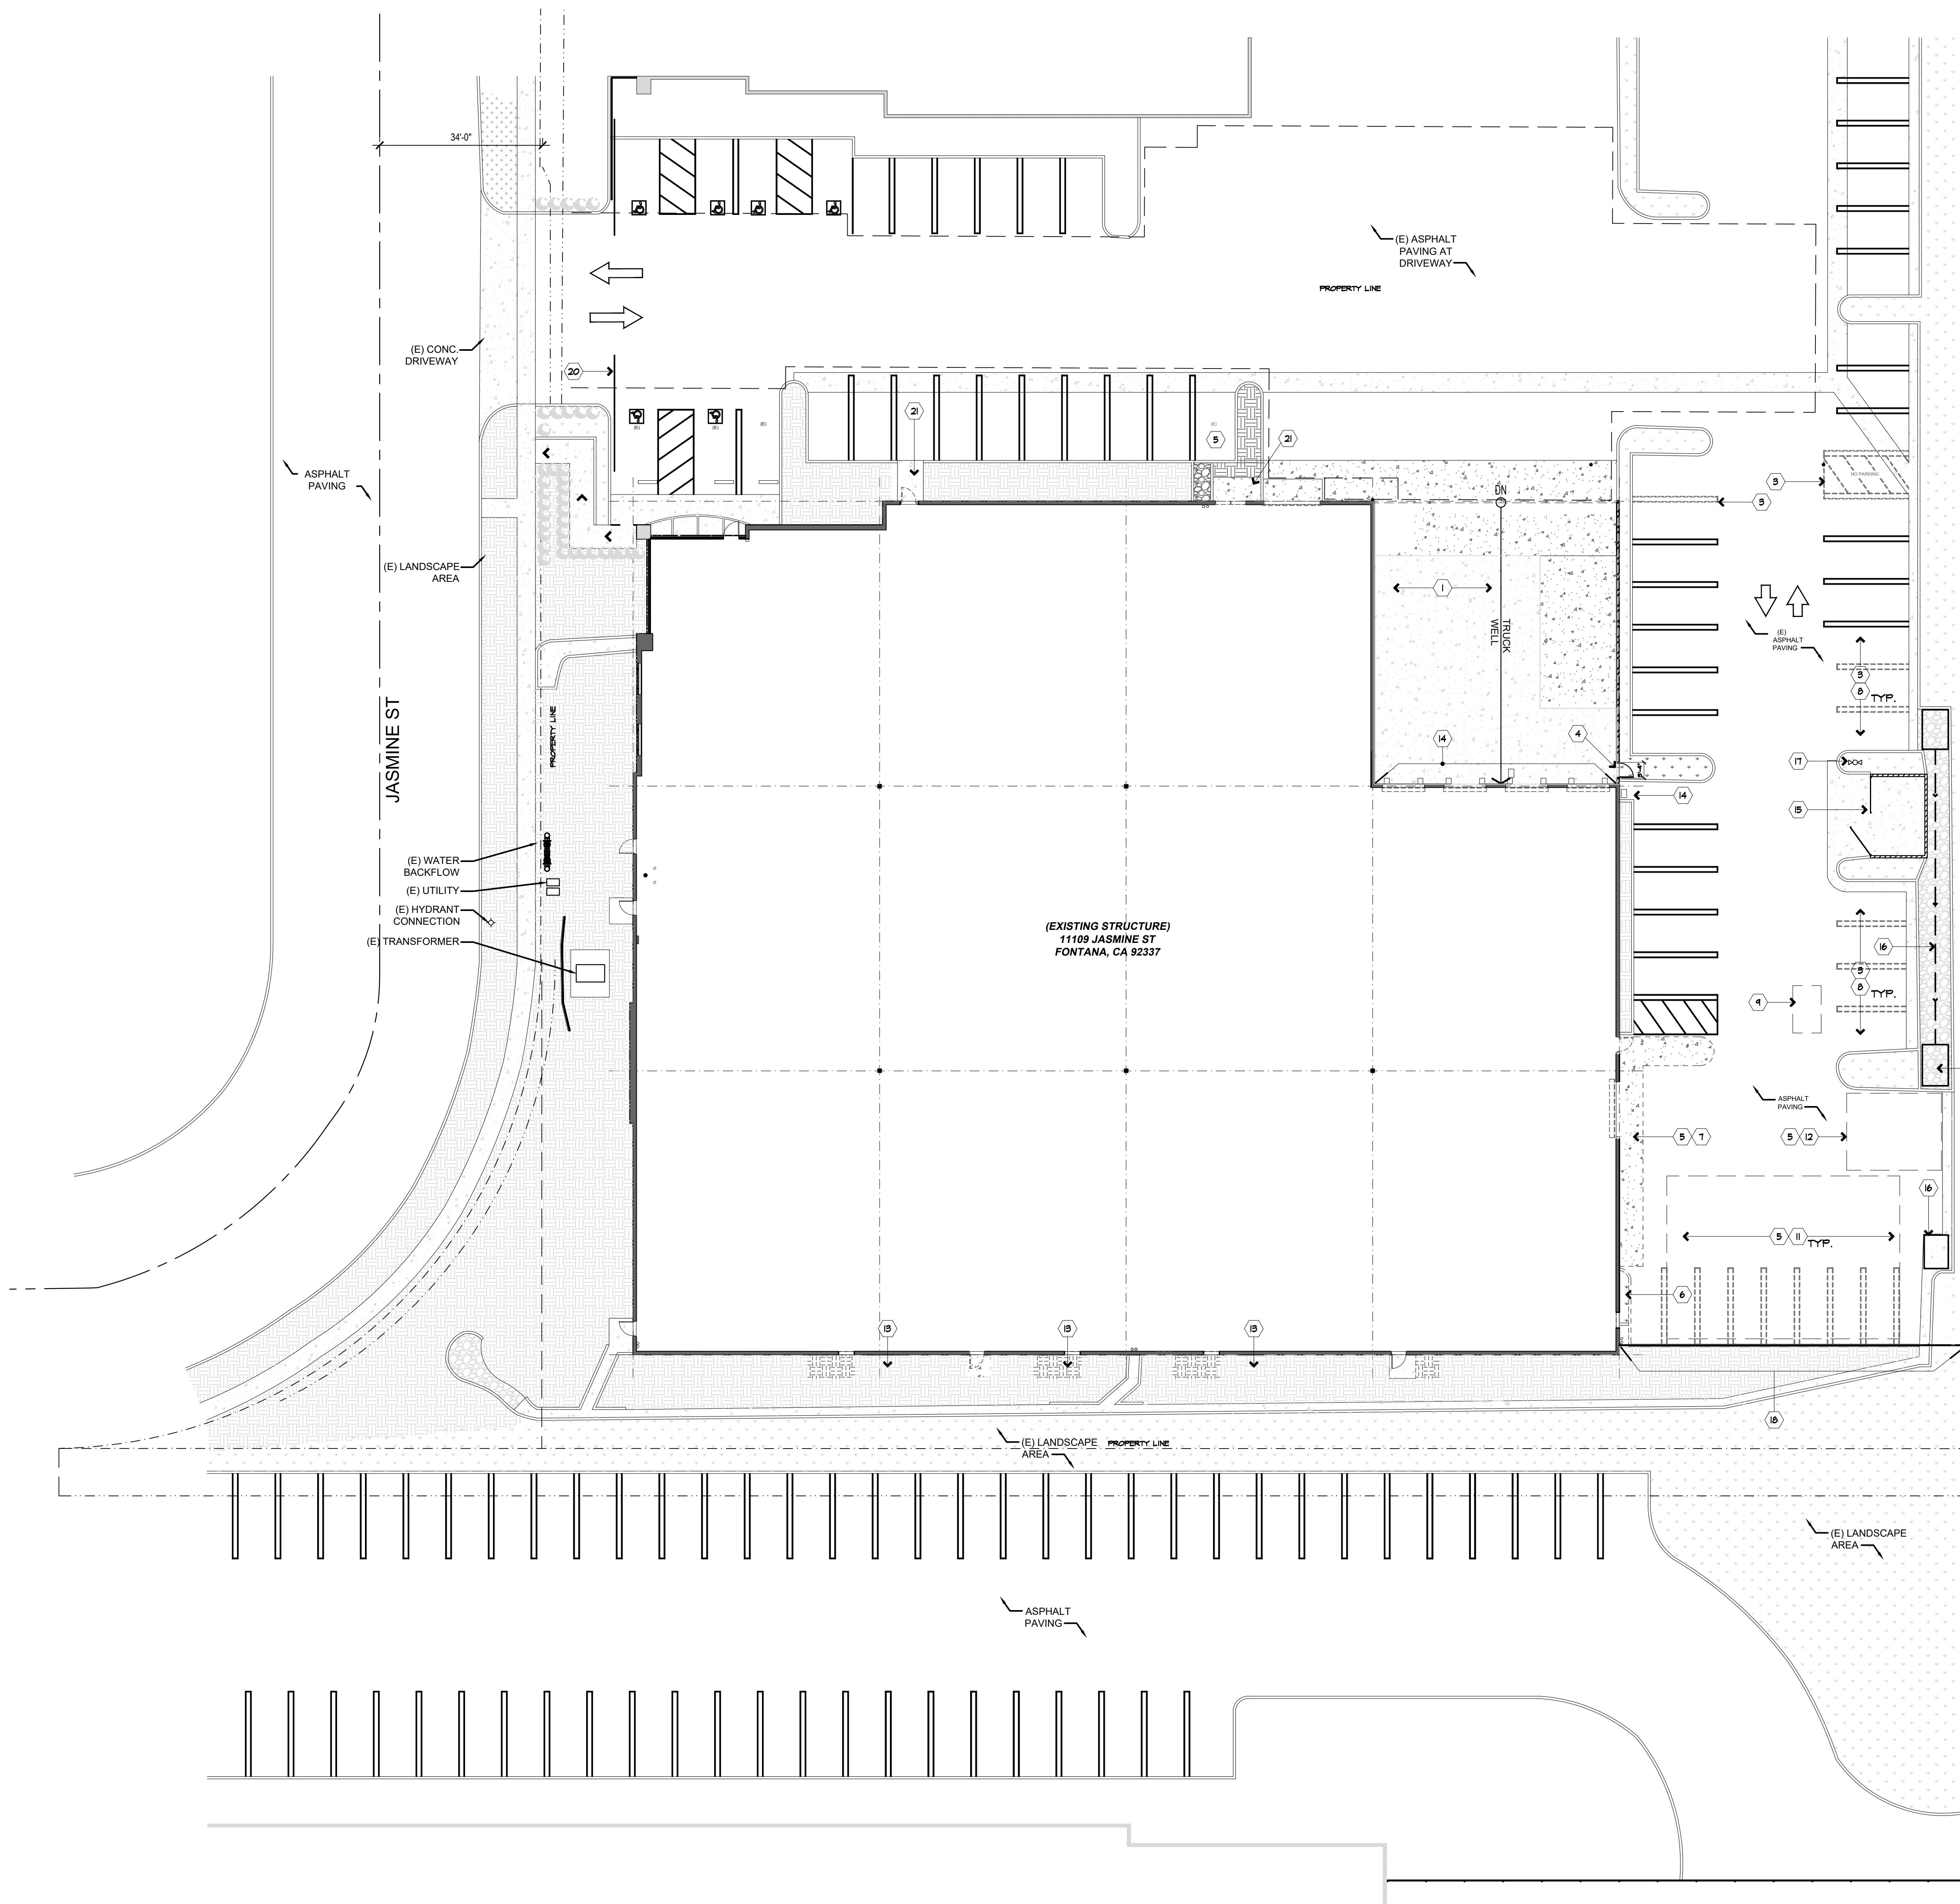 34'-0"
(E) ASPHALT
PAVING AT
DRIVEWAY
PROPERTY LINE
(E) CONC.
DRIVEWAY
20
21
(E)
(E)
(E)
(E)
5
21
ASPHALT
PAVING
3
NO PARKING
3
DN
(E) LANDSCAPE
AREA
1
TRUCK
WELL
(E)
ASPHALT
PAVING
3
8
TYP.
JASMINE ST
PROPERTY LINE
14
4
17
14
15
(E) WATER
BACKFLOW
(E) UTILITY
(E) HYDRANT
CONNECTION
(E) TRANSFORMER
(EXISTING STRUCTURE)
11109 JASMINE ST
FONTANA, CA 92337
16
3
8
TYP.
9
ASPHALT
PAVING
5
7
5
12
16
5
11
TYP.
6
13
13
13
18
(E) LANDSCAPE
AREA
PROPERTY LINE
(E) LANDSCAPE
AREA
ASPHALT
PAVING